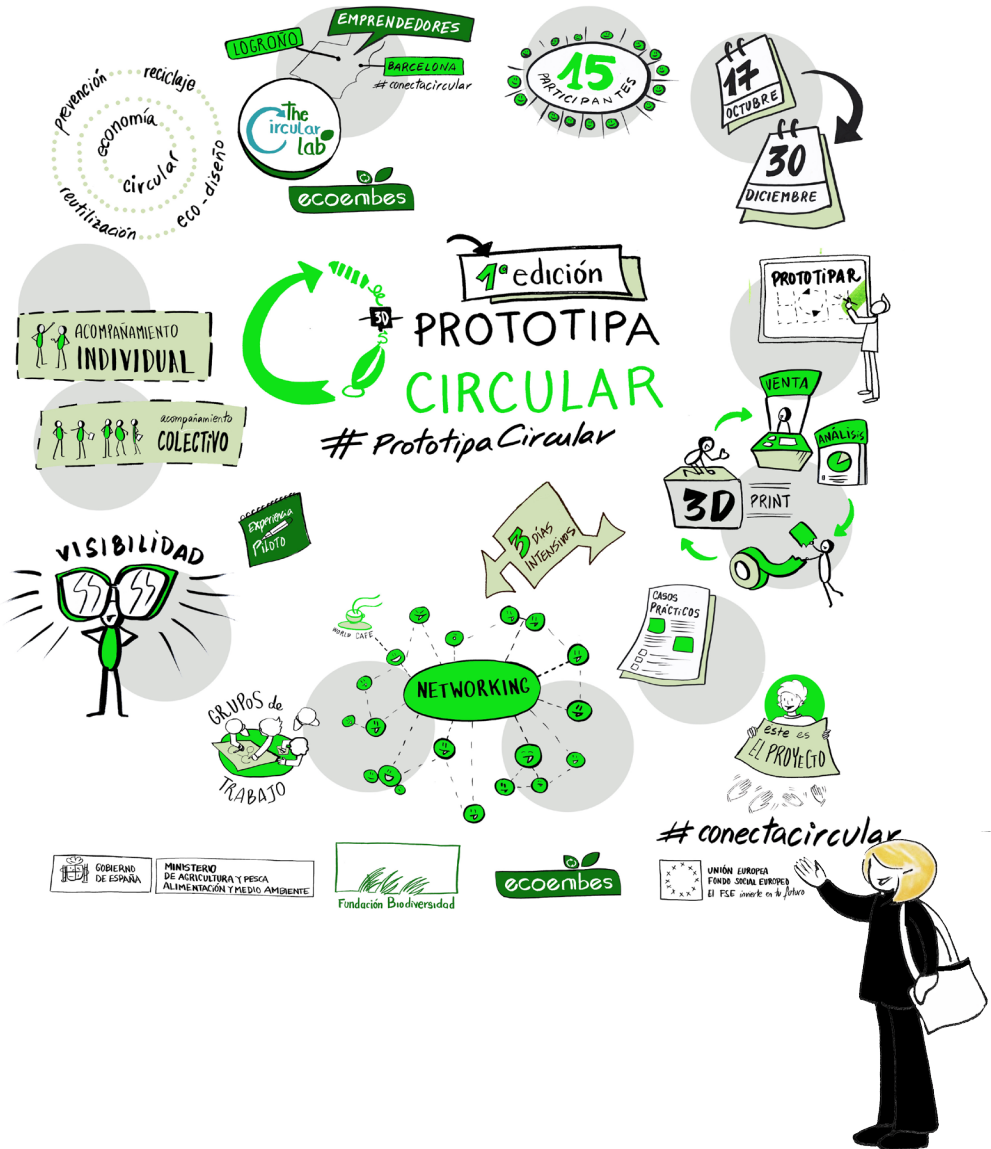 EMPRENDEDORES
LOGROÑO
BARCELONA
#conectacircular
The
Circular
lab
ecoembes
prevención
reciclaje
economía
circular
eco-diseño
reutilización
15
PARTICIPANTES
17
OCTUBRE
30
DICIEMBRE
1ª edición
3D
PROTOTIPA
CIRCULAR
#PrototipaCircular
PROTOTIPAR
ACOMPAÑAMIENTO
INDIVIDUAL
acompañamiento
COLECTIVO
VENTA
ANÁLISIS
3D
PRINT
Experiencia
PILOTO
3 DÍAS
INTENSIVOS
VISIBILIDAD
CASOS
PRÁCTICOS
WORLD CAFE
NETWORKING
GRUPOS de
TRABAJO
este es
EL PROYECTO
#conectacircular
GOBIERNO
DE ESPAÑA
MINISTERIO
DE AGRICULTURA Y PESCA
ALIMENTACIÓN Y MEDIO AMBIENTE
Fundación Biodiversidad
ecoembes
UNIÓN EUROPEA
FONDO SOCIAL EUROPEO
El FSE invierte en tu futuro